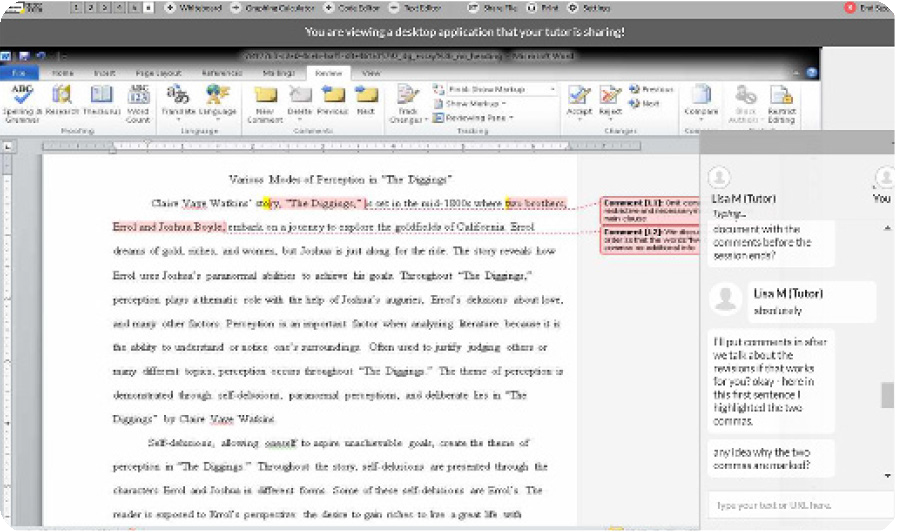 1 2 3 4 5 6 Whiteboard Graphing Calculator Code Editor Text Editor Share File Print Settings End
You are viewing a desktop application that your tutor is sharing!
Microsoft Word
File Home Insert Page Layout References Mailings Review View
ABC ABC
Spelling & Grammar Research Thesaurus Word Count Translate Language New Comment Delete Previous Next Track Changes Final: Show Markup Show Markup Reviewing Pane Accept Reject Previous Next Compare Block Authors Restrict Editing
Proofing Language Comments Tracking Changes Compare
Various Modes of Perception in "The Diggings"
Claire Vaye Watkins' story, "The Diggings," is set in the mid-1800s where two brothers,
Errol and Joshua Boyle, embark on a journey to explore the goldfields of California. Errol
dreams of gold, riches, and women, but Joshua is just along for the ride. The story reveals how
Errol uses Joshua's paranormal abilities to achieve his goals. Throughout "The Diggings,"
perception plays a thematic role with the help of Joshua's auguries, Errol's delusions about love,
and many other factors. Perception is an important factor when analyzing literature because it is
the ability to understand or notice one's surroundings. Often used to justify judging others or
many different topics, perception occurs throughout "The Diggings." The theme of perception is
demonstrated through self-delusions, paranormal perceptions, and deliberate lies in "The
Diggings" by Claire Vaye Watkins
Self-delusions, allowing oneself to aspire unachievable goals, create the theme of
perception in "The Diggings" Throughout the story, self-delusions are presented through the
characters Errol and Joshua in different forms. Some of these self-delusions are Errol's. The
reader is exposed to Errol's perspective: the desire to gain riches to live a great life with
Comment [L1]: Omit
restrictive and necessary
main clause
Comment [L2]:
order so that the words
comma so additional info
Lisa M (Tutor) You
Typing...
document with the
comments before the
session ends?
Lisa M (Tutor)
absolutely
I'll put comments in after
we talk about the
revisions if that works
for you? okay - here in
this first sentence I
highlighted the two
commas.
any idea why the two
commas are marked?
Type your text or URL here.